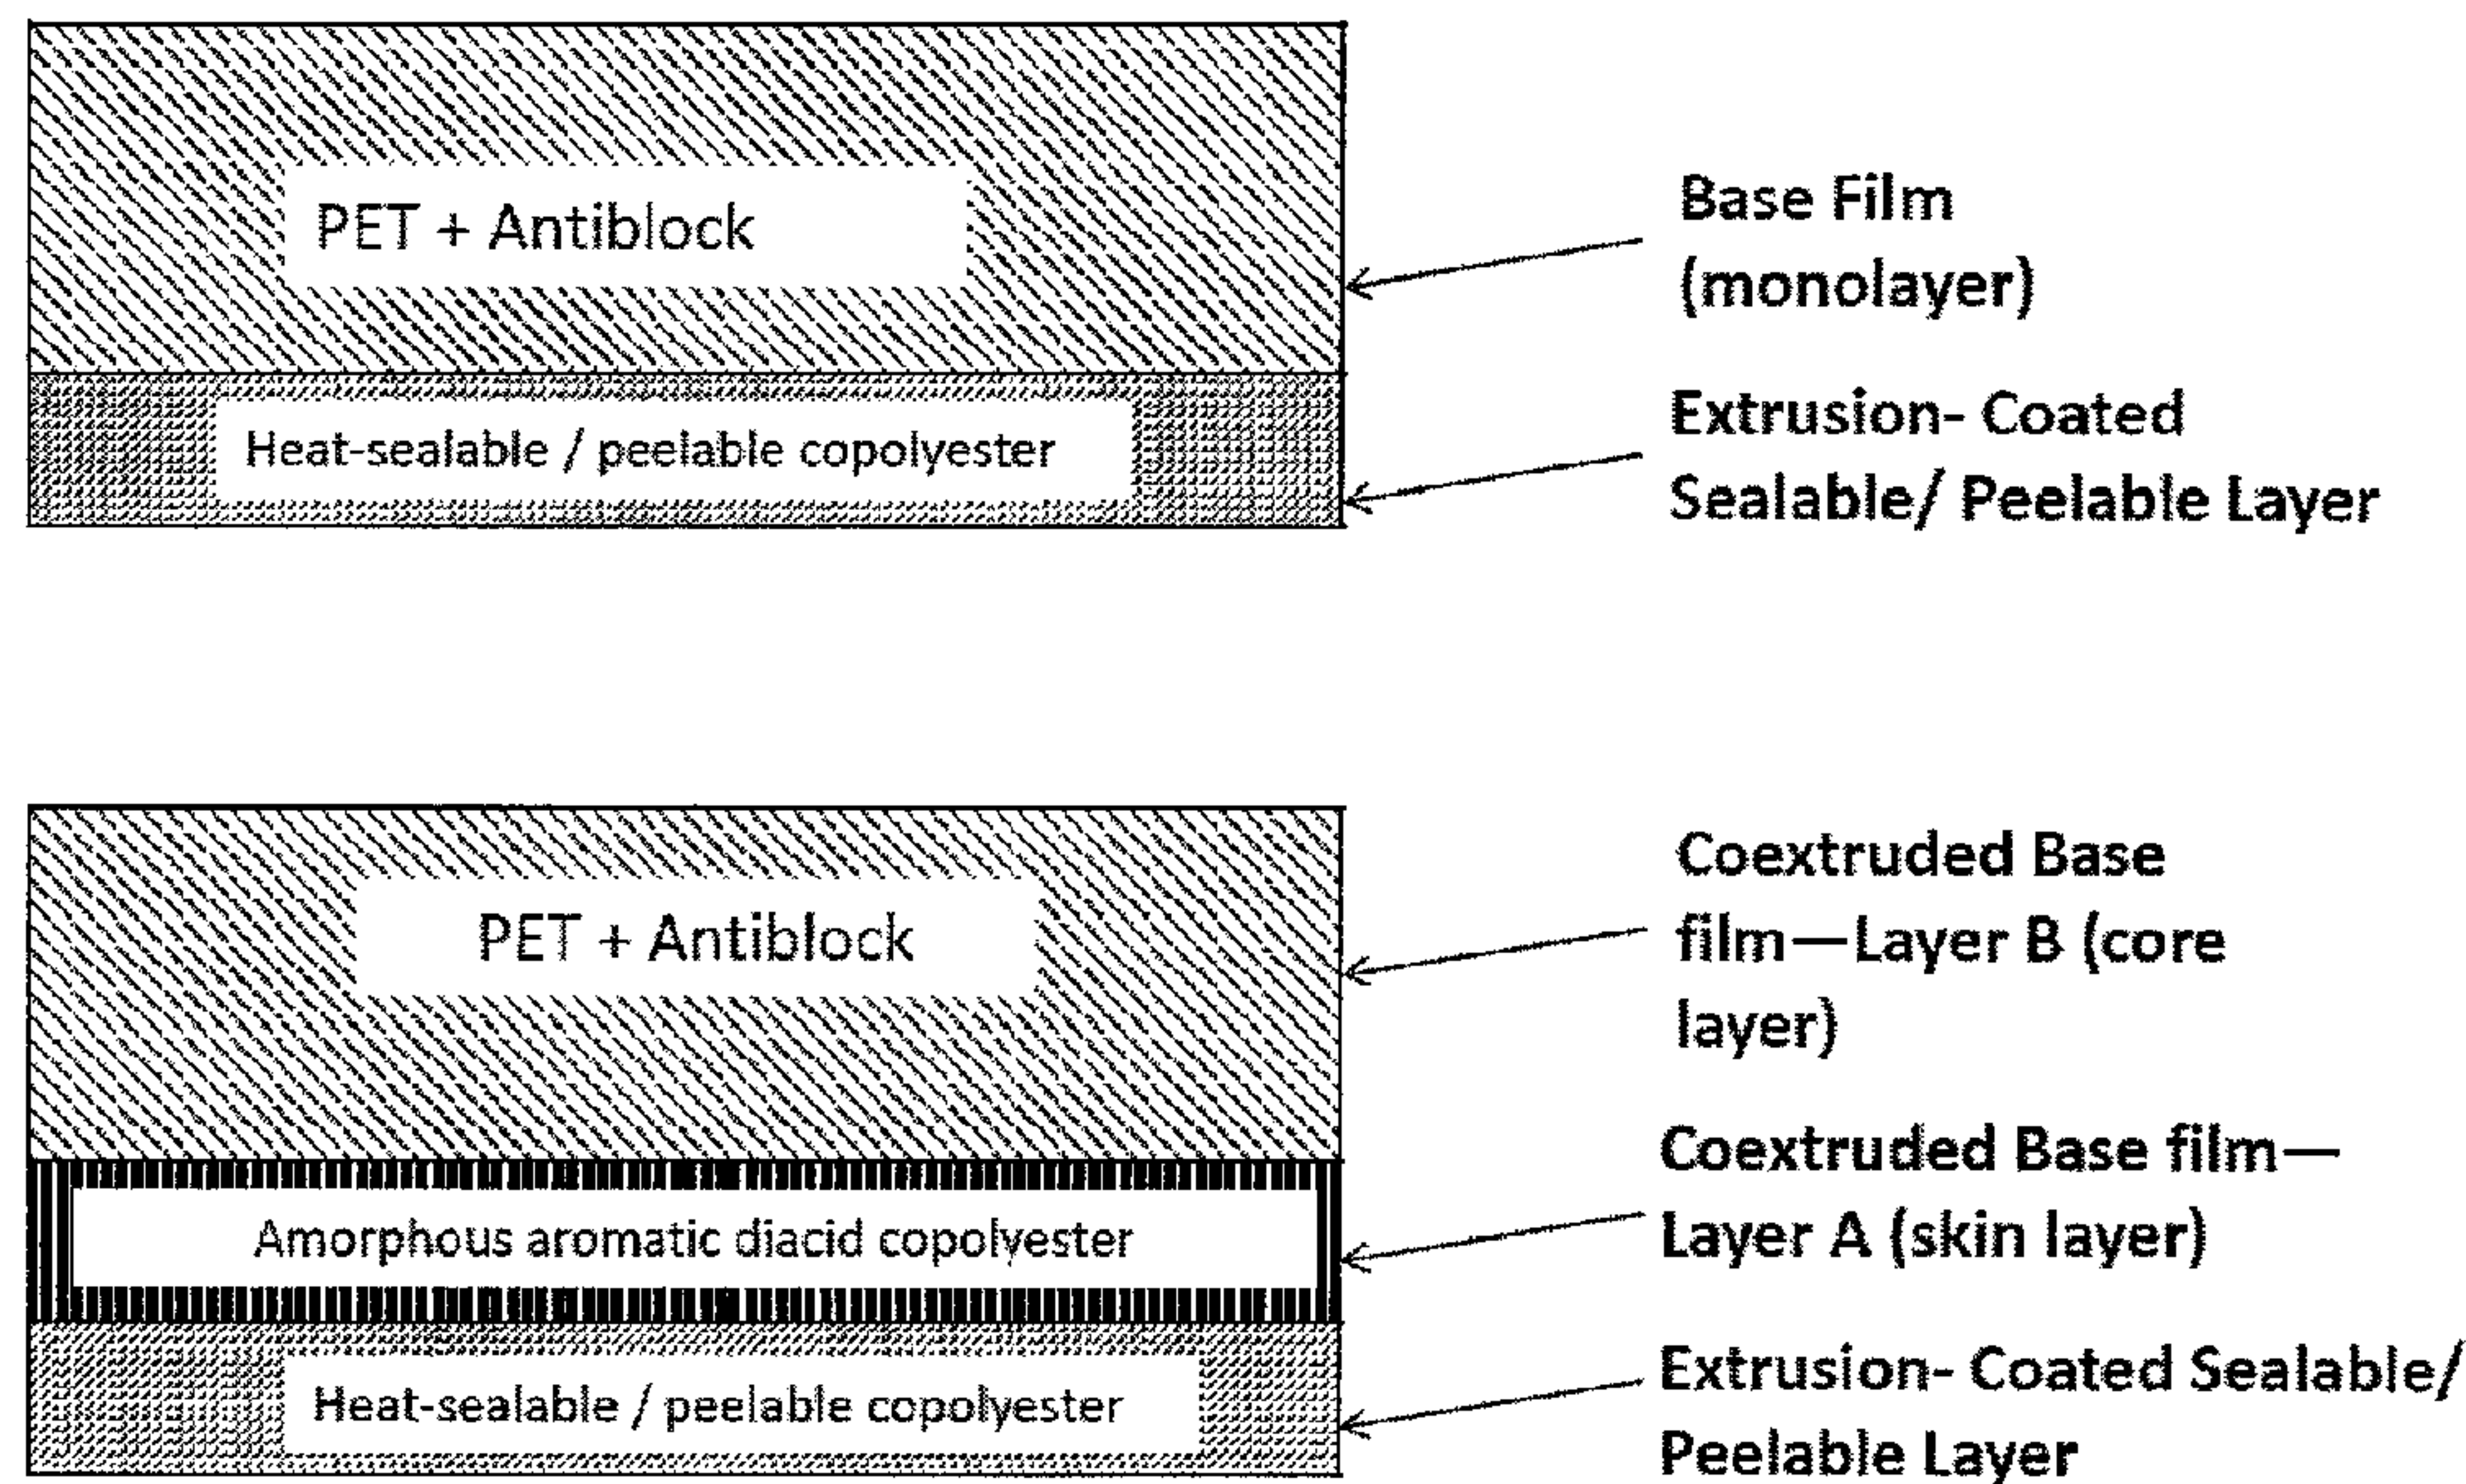 PET + Antiblock
Base Film
(monolayer)
Heat-sealable / peelable copolyester
Extrusion- Coated
Sealable/ Peelable Layer
PET + Antiblock
Coextruded Base
film—Layer B (core
layer)
Amorphous aromatic diacid copolyester
Coextruded Base film—
Layer A (skin layer)
Heat-sealable / peelable copolyester
Extrusion- Coated Sealable/
Peelable Layer